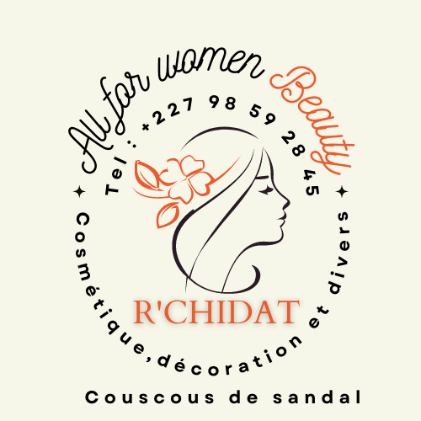 All for women Beauty
Tel : +227 98 59 28 45
R'CHIDAT
Cosmétique,décoration et divers
Couscous de sandal